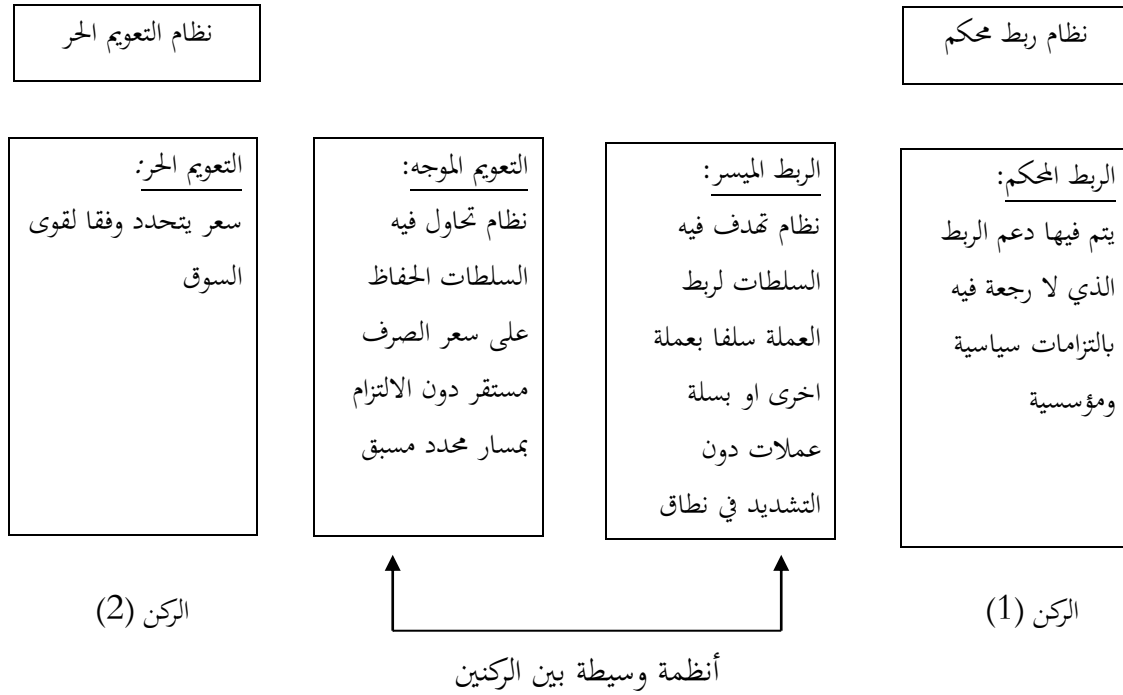 نظام ربط محكم
نظام التعويم الحر
الربط المحكم:
يتم فيها دعم الربط
الذي لا رجعة فيه
بالتزامات سياسية
ومؤسسية
الربط الميسر:
نظام تهدف فيه
السلطات لربط
العملة سلفا بعملة
اخرى او بسلة
عملات دون
التشديد في نطاق
التعويم الموجه:
نظام تحاول فيه
السلطات الحفاظ
على سعر الصرف
مستقر دون الالتزام
بمسار محدد مسبق
التعويم الحر:
سعر يتحدد وفقا لقوى
السوق
الركن (1)
الركن (2)
أنظمة وسيطة بين الركنين